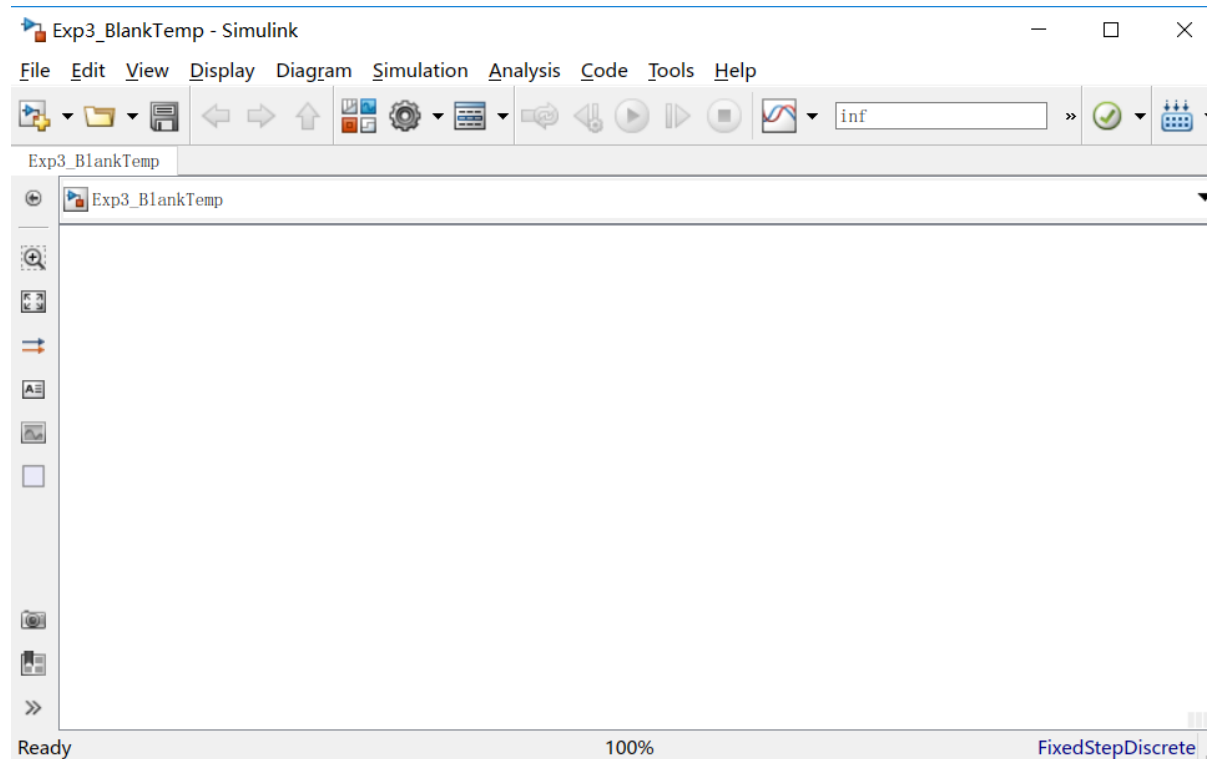 Exp3_BlankTemp - Simulink
File Edit View Display Diagram Simulation Analysis Code Tools Help
inf
Exp3_BlankTemp
Exp3_BlankTemp
Ready 100% FixedStepDiscrete